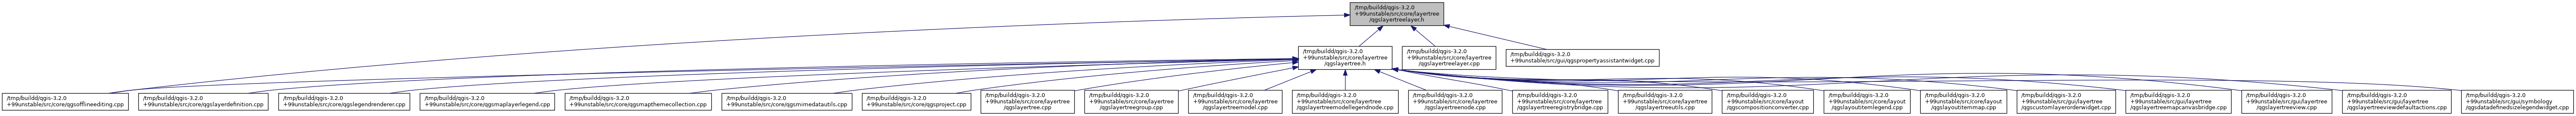 /tmp/buildd/qgis-3.2.0
+99unstable/src/core/layertree
/qgslayertreelayer.h
/tmp/buildd/qgis-3.2.0
+99unstable/src/core/layertree
/qgslayertree.h
/tmp/buildd/qgis-3.2.0
+99unstable/src/core/layertree
/qgslayertreelayer.cpp
/tmp/buildd/qgis-3.2.0
+99unstable/src/gui/qgspropertyassistantwidget.cpp
/tmp/buildd/qgis-3.2.0
+99unstable/src/core/qgsofflineediting.cpp
/tmp/buildd/qgis-3.2.0
+99unstable/src/core/qgslayerdefinition.cpp
/tmp/buildd/qgis-3.2.0
+99unstable/src/core/qgslegendrenderer.cpp
/tmp/buildd/qgis-3.2.0
+99unstable/src/core/qgsmaplayerlegend.cpp
/tmp/buildd/qgis-3.2.0
+99unstable/src/core/qgsmapthemecollection.cpp
/tmp/buildd/qgis-3.2.0
+99unstable/src/core/qgsmimedatautils.cpp
/tmp/buildd/qgis-3.2.0
+99unstable/src/core/qgsproject.cpp
/tmp/buildd/qgis-3.2.0
+99unstable/src/core/layertree
/qgslayertree.cpp
/tmp/buildd/qgis-3.2.0
+99unstable/src/core/layertree
/qgslayertreegroup.cpp
/tmp/buildd/qgis-3.2.0
+99unstable/src/core/layertree
/qgslayertreemodel.cpp
/tmp/buildd/qgis-3.2.0
+99unstable/src/core/layertree
/qgslayertreemodellegendnode.cpp
/tmp/buildd/qgis-3.2.0
+99unstable/src/core/layertree
/qgslayertreenode.cpp
/tmp/buildd/qgis-3.2.0
+99unstable/src/core/layertree
/qgslayertreeregistrybridge.cpp
/tmp/buildd/qgis-3.2.0
+99unstable/src/core/layertree
/qgslayertreeutils.cpp
/tmp/buildd/qgis-3.2.0
+99unstable/src/core/layout
/qgscompositionconverter.cpp
/tmp/buildd/qgis-3.2.0
+99unstable/src/core/layout
/qgslayoutitemlegend.cpp
/tmp/buildd/qgis-3.2.0
+99unstable/src/core/layout
/qgslayoutitemmap.cpp
/tmp/buildd/qgis-3.2.0
+99unstable/src/gui/layertree
/qgscustomlayerorderwidget.cpp
/tmp/buildd/qgis-3.2.0
+99unstable/src/gui/layertree
/qgslayertreemapcanvasbridge.cpp
/tmp/buildd/qgis-3.2.0
+99unstable/src/gui/layertree
/qgslayertreeview.cpp
/tmp/buildd/qgis-3.2.0
+99unstable/src/gui/layertree
/qgslayertreeviewdefaultactions.cpp
/tmp/buildd/qgis-3.2.0
+99unstable/src/gui/symbology
/qgsdatadefinedsizelegendwidget.cpp